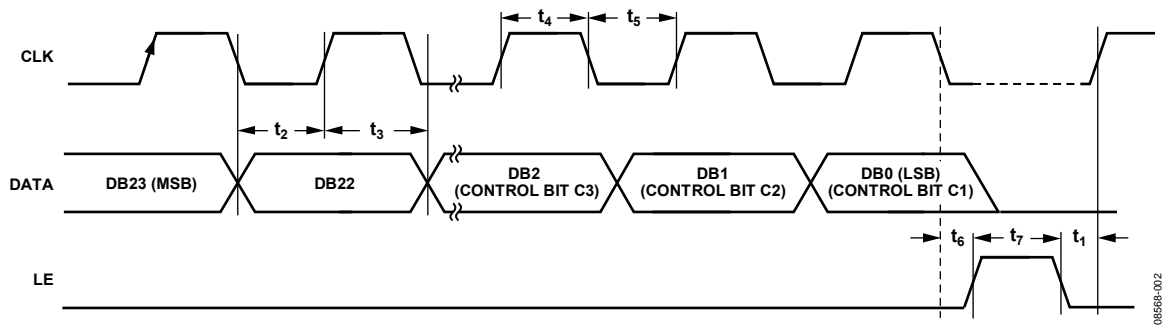 t4
t5
CLK
t2
t3
DATA
DB23 (MSB)
DB22
DB2
(CONTROL BIT C3)
DB1
(CONTROL BIT C2)
DB0 (LSB)
(CONTROL BIT C1)
t6
t7
t1
LE
08568-002